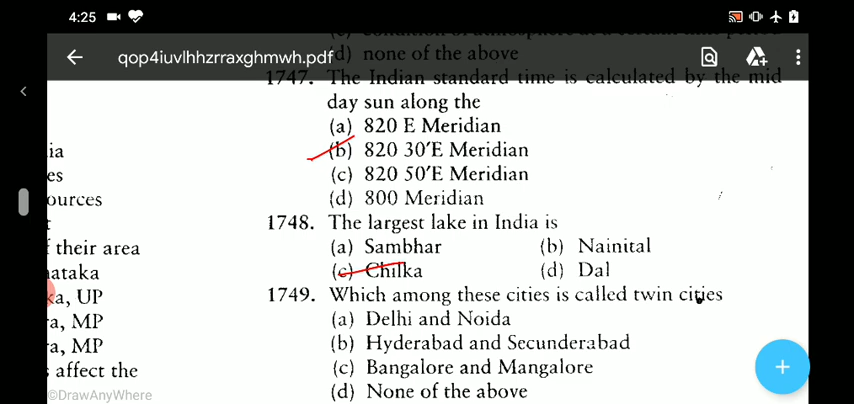 4:25
qop4iuvlhhzrraxghmwh.pdf
(d) none of the above
1747. The Indian standard time is calculated by the mid
day sun along the
(a) 820 E Meridian
(b) 820 30′E Meridian
(c) 820 50′E Meridian
(d) 800 Meridian
1748. The largest lake in India is
(a) Sambhar (b) Nainital
(c) Chilka (d) Dal
1749. Which among these cities is called twin cities
(a) Delhi and Noida
(b) Hyderabad and Secunderabad
(c) Bangalore and Mangalore
(d) None of the above
ia
es
ources
t
f their area
nataka
ka, UP
ra, MP
ra, MP
s affect the
©DrawAnyWhere